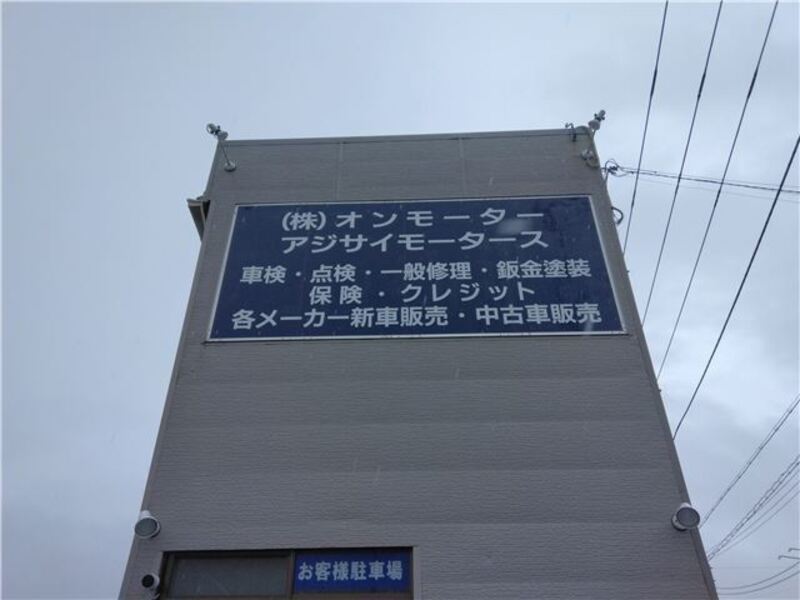 (株)オンモーター
アジサイモータース
車検・点検・一般修理・鈑金塗装
保険・クレジット
各メーカー新車販売・中古車販売
お客様駐車場